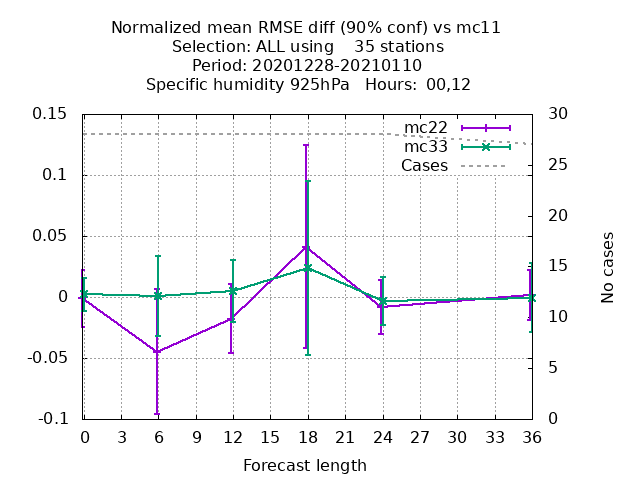 Normalized mean RMSE diff (90% conf) vs mc11
Selection: ALL using    35 stations
Period: 20201228-20210110
Specific humidity 925hPa   Hours:  00,12
0.15
0.1
0.05
0
-0.05
-0.1
30
25
20
15
10
5
0
No cases
mc22
mc33
Cases
0 3 6 9 12 15 18 21 24 27 30 33 36
Forecast length